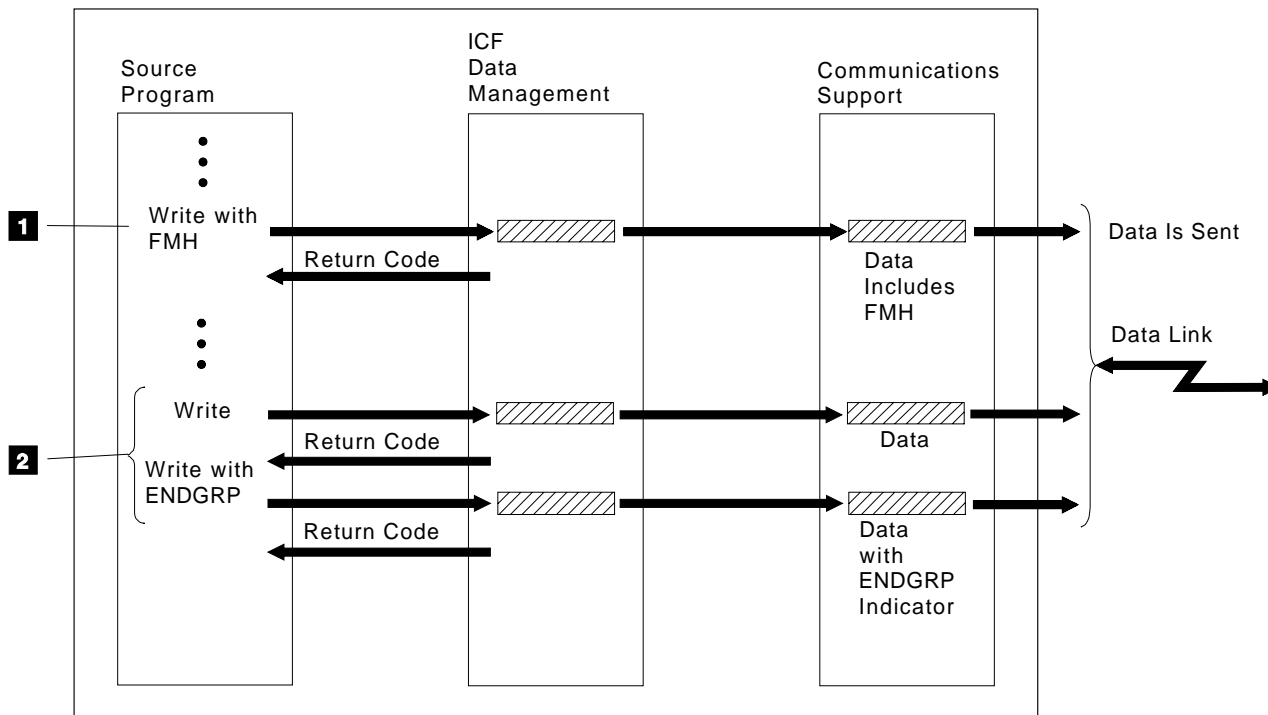 ICF
Data
Management
Source
Program
Communications
Support
1
Write with
FMH
Return Code
Data
Includes
FMH
Data Is Sent
Data Link
2
Write
Return Code
Data
Write with
ENDGRP
Return Code
Data
with
ENDGRP
Indicator